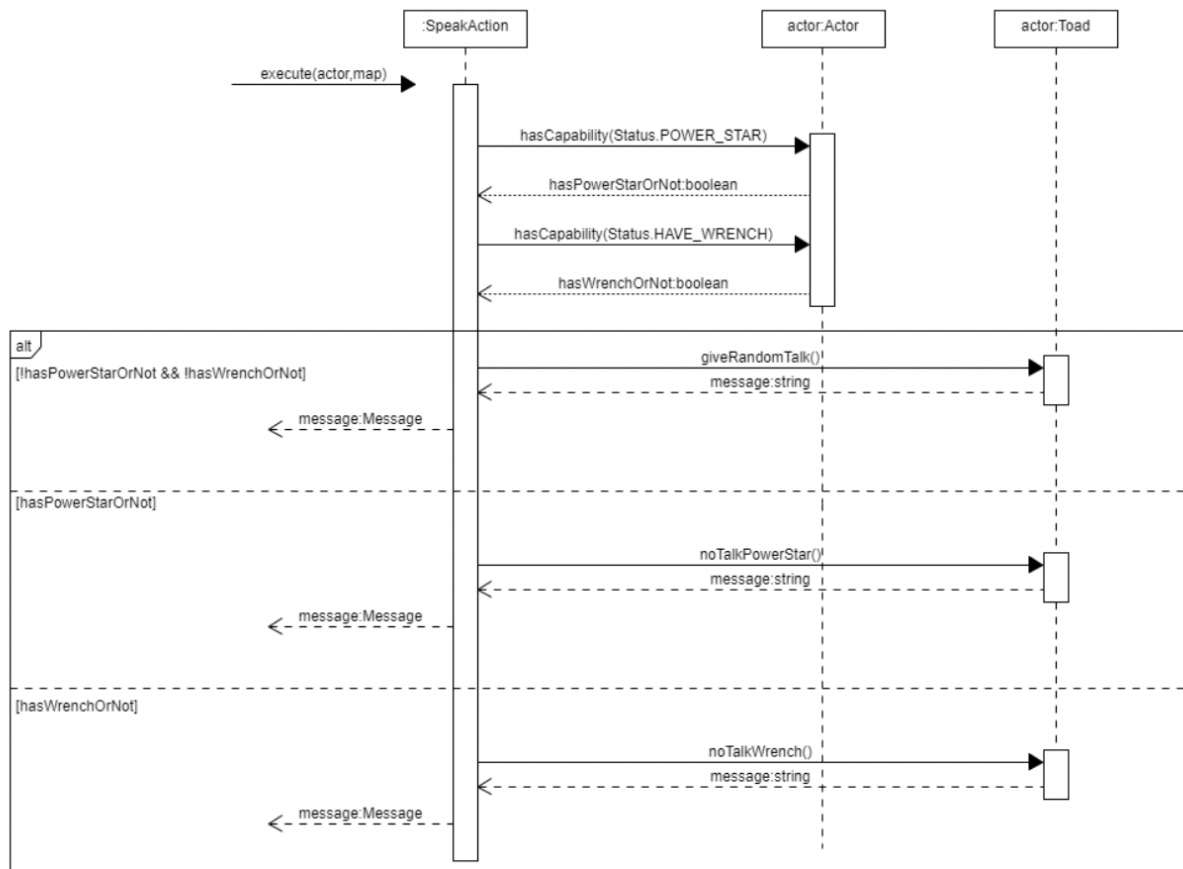 :SpeakAction
actor:Actor
actor:Toad
execute(actor,map)
hasCapability(Status.POWER_STAR)
hasPowerStarOrNot:boolean
hasCapability(Status.HAVE_WRENCH)
hasWrenchOrNot:boolean
alt
[!hasPowerStarOrNot && !hasWrenchOrNot]
giveRandomTalk()
message:string
message:Message
[hasPowerStarOrNot]
noTalkPowerStar()
message:string
message:Message
[hasWrenchOrNot]
noTalkWrench()
message:string
message:Message